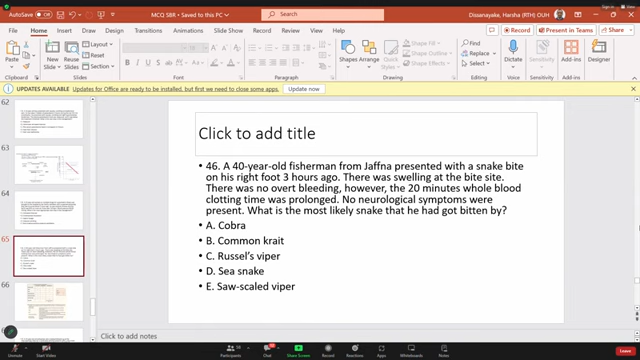 AutoSave Off
MCQ SBR • Saved to this PC
Search
Dissanayake, Harsha (RTH) OUH
Sign in
File Home Insert Draw Design Transitions Animations Slide Show Review View Help
Record Present in Teams Share
Paste
New Slide
Reuse Slides
Layout
Reset
Section
Shapes Arrange Quick Styles
Shape Fill
Shape Outline
Shape Effects
Find
Replace
Select
Dictate Sensitivity Add-ins Designer
Clipboard Slides Font Paragraph Drawing Editing Voice Sensitivity Add-ins
UPDATES AVAILABLE Updates for Office are ready to be installed, but first we need to close some apps. Update now
62
63
64
65
66
67
Click to add title
• 46. A 40-year-old fisherman from Jaffna presented with a snake bite
on his right foot 3 hours ago. There was swelling at the bite site.
There was no overt bleeding, however, the 20 minutes whole blood
clotting time was prolonged. No neurological symptoms were
present. What is the most likely snake that he had got bitten by?
• A. Cobra
• B. Common krait
• C. Russel's viper
• D. Sea snake
• E. Saw-scaled viper
Click to add notes
Unmute Start Video Participants Chat Share Screen Record Reactions Apps Whiteboards Notes Leave